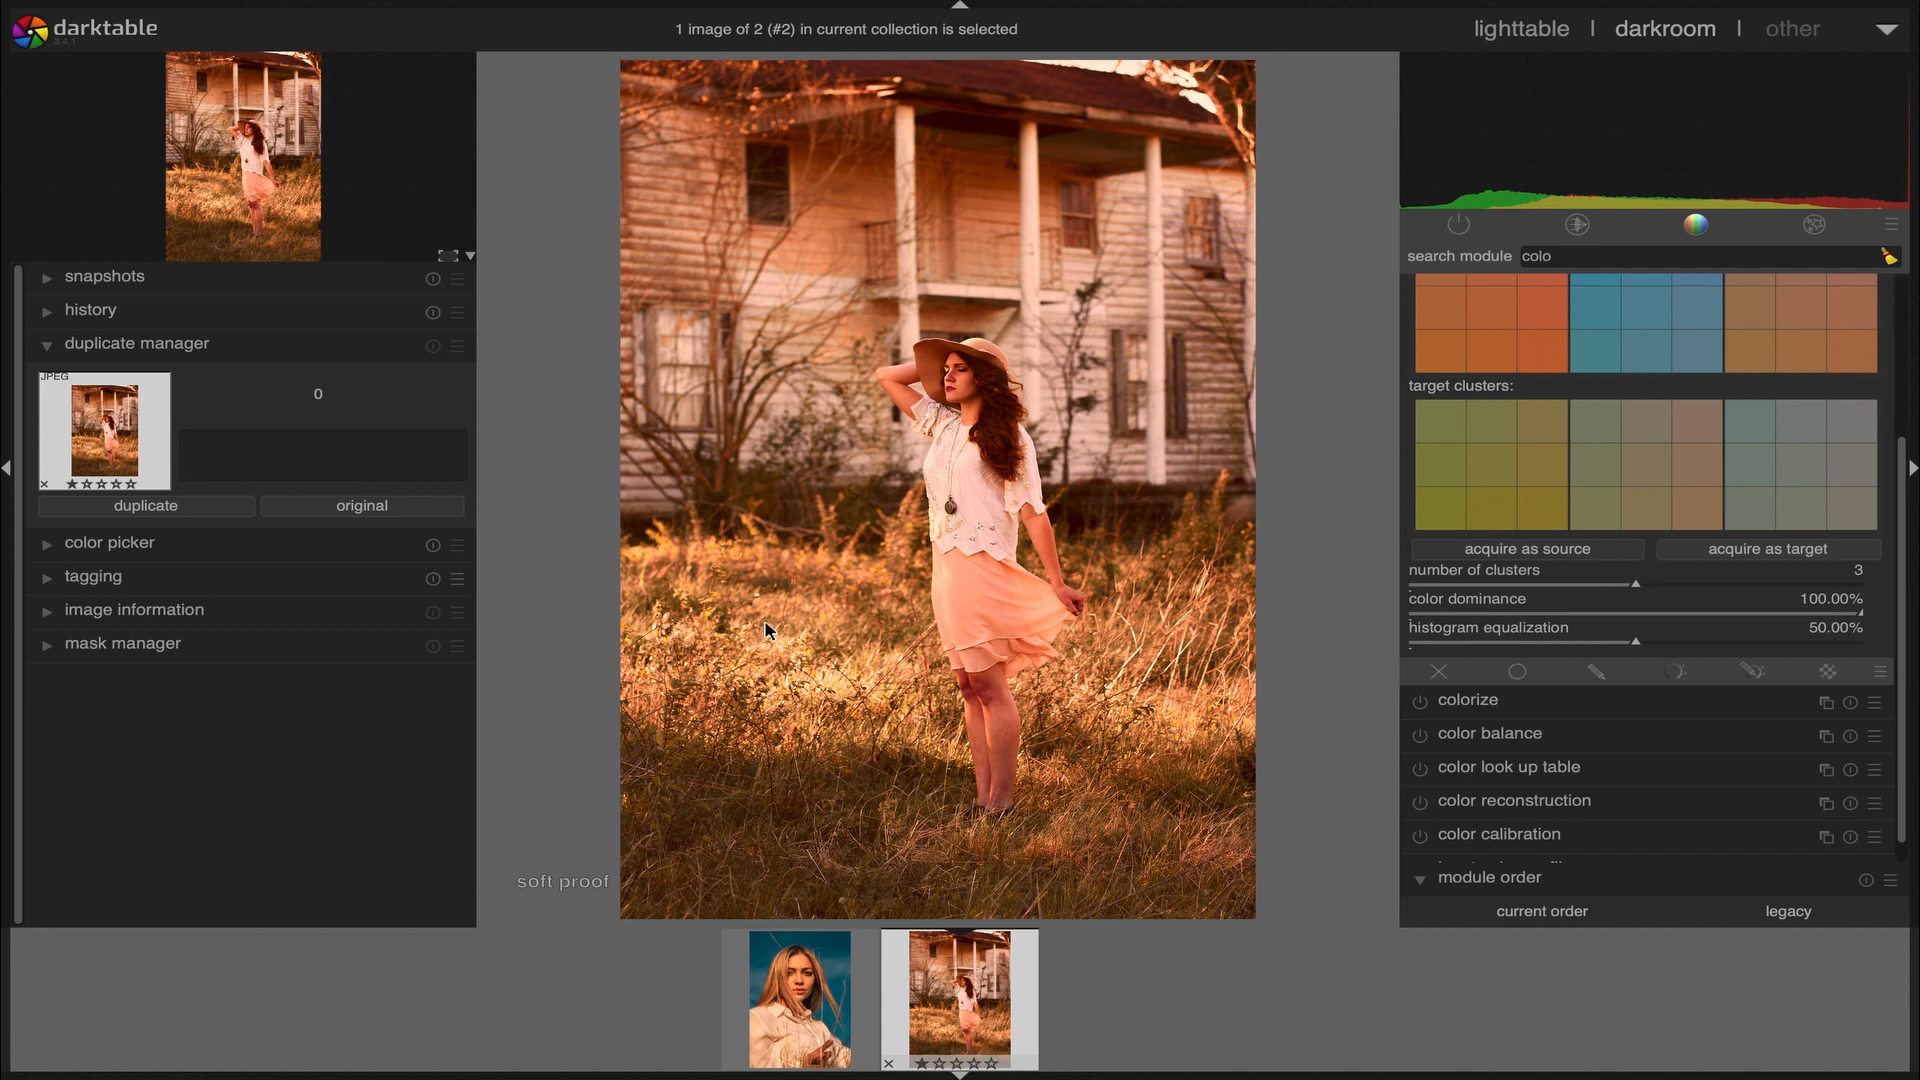 darktable
3.4.1
1 image of 2 (#2) in current collection is selected
lighttable | darkroom | other
snapshots
history
duplicate manager
JPEG
0
duplicate
original
color picker
tagging
image information
mask manager
soft proof
search module colo
target clusters:
acquire as source
acquire as target
number of clusters 3
color dominance 100.00%
histogram equalization 50.00%
colorize
color balance
color look up table
color reconstruction
color calibration
module order
current order
legacy